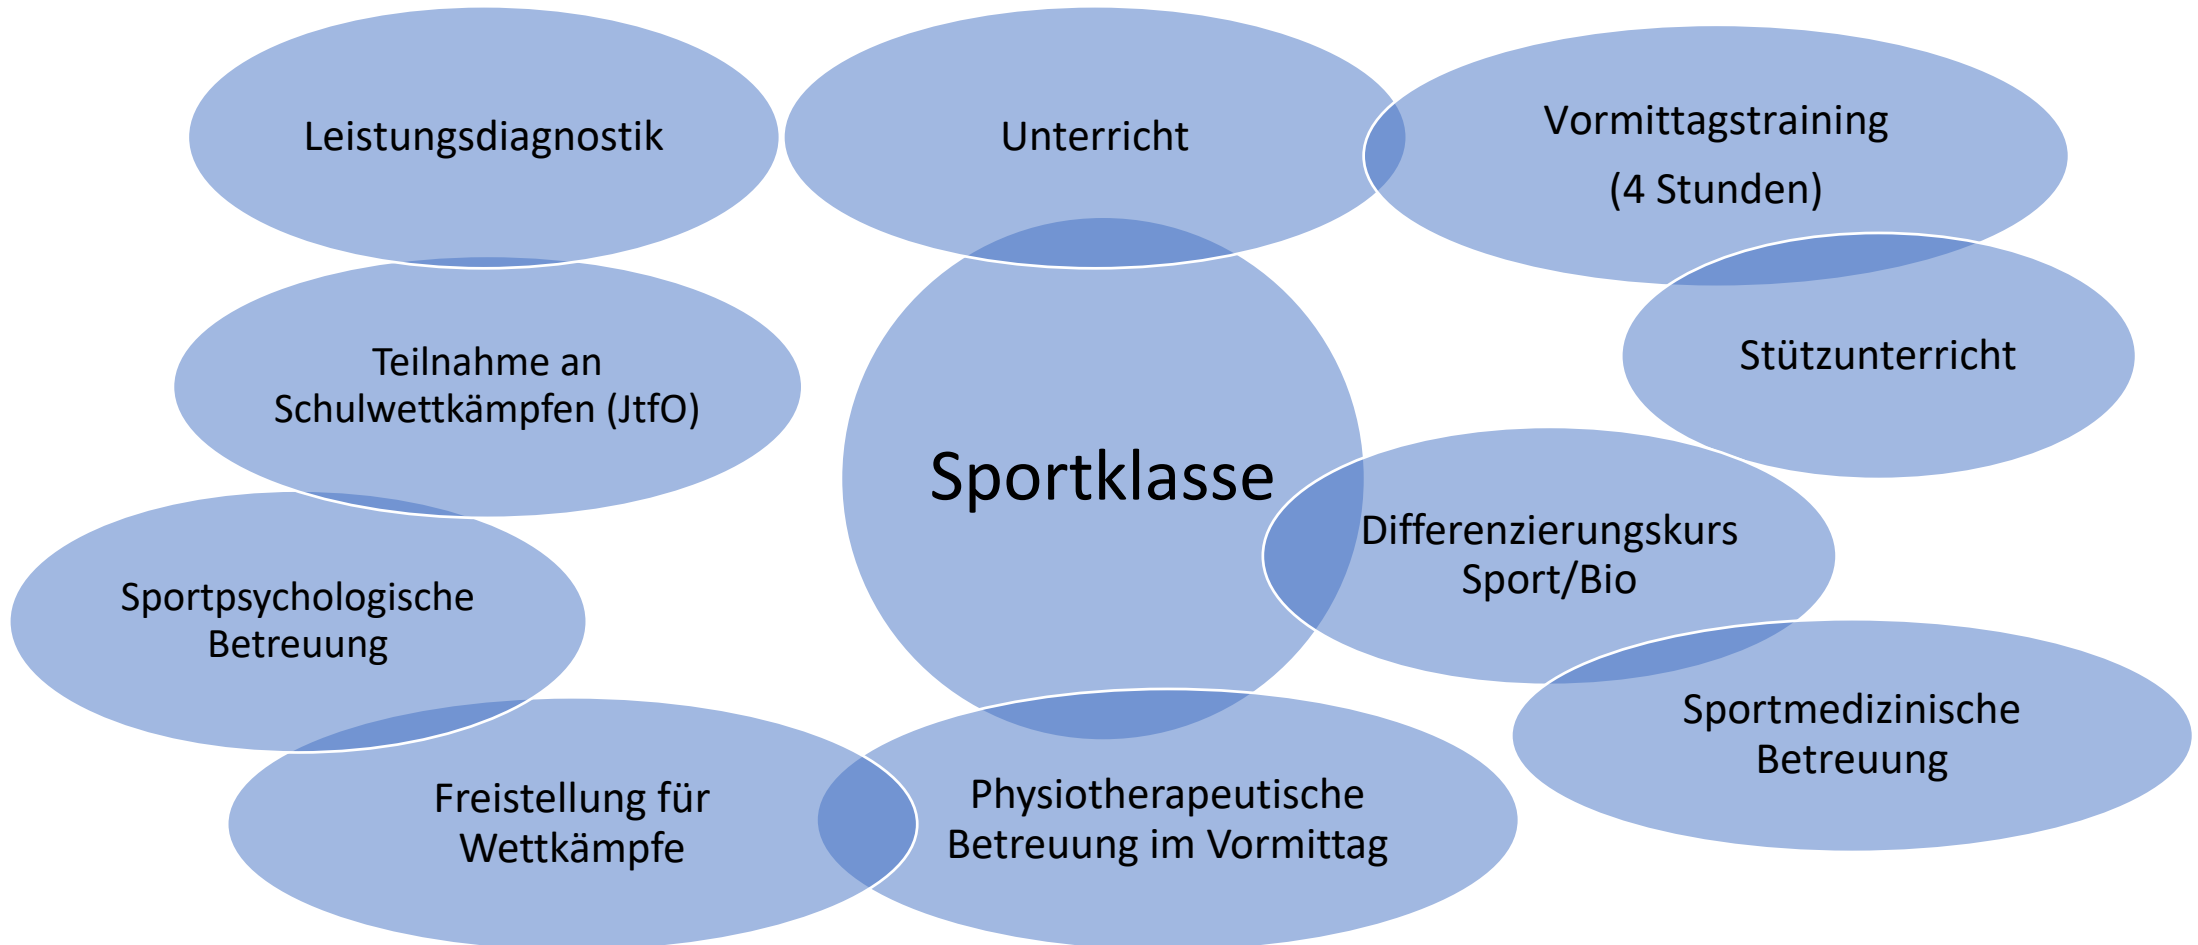 Leistungsdiagnostik
Unterricht
Vormittagstraining
(4 Stunden)
Teilnahme an
Schulwettkämpfen (JtfO)
Stützunterricht
Sportklasse
Differenzierungskurs
Sport/Bio
Sportpsychologische
Betreuung
Sportmedizinische
Betreuung
Freistellung für
Wettkämpfe
Physiotherapeutische
Betreuung im Vormittag